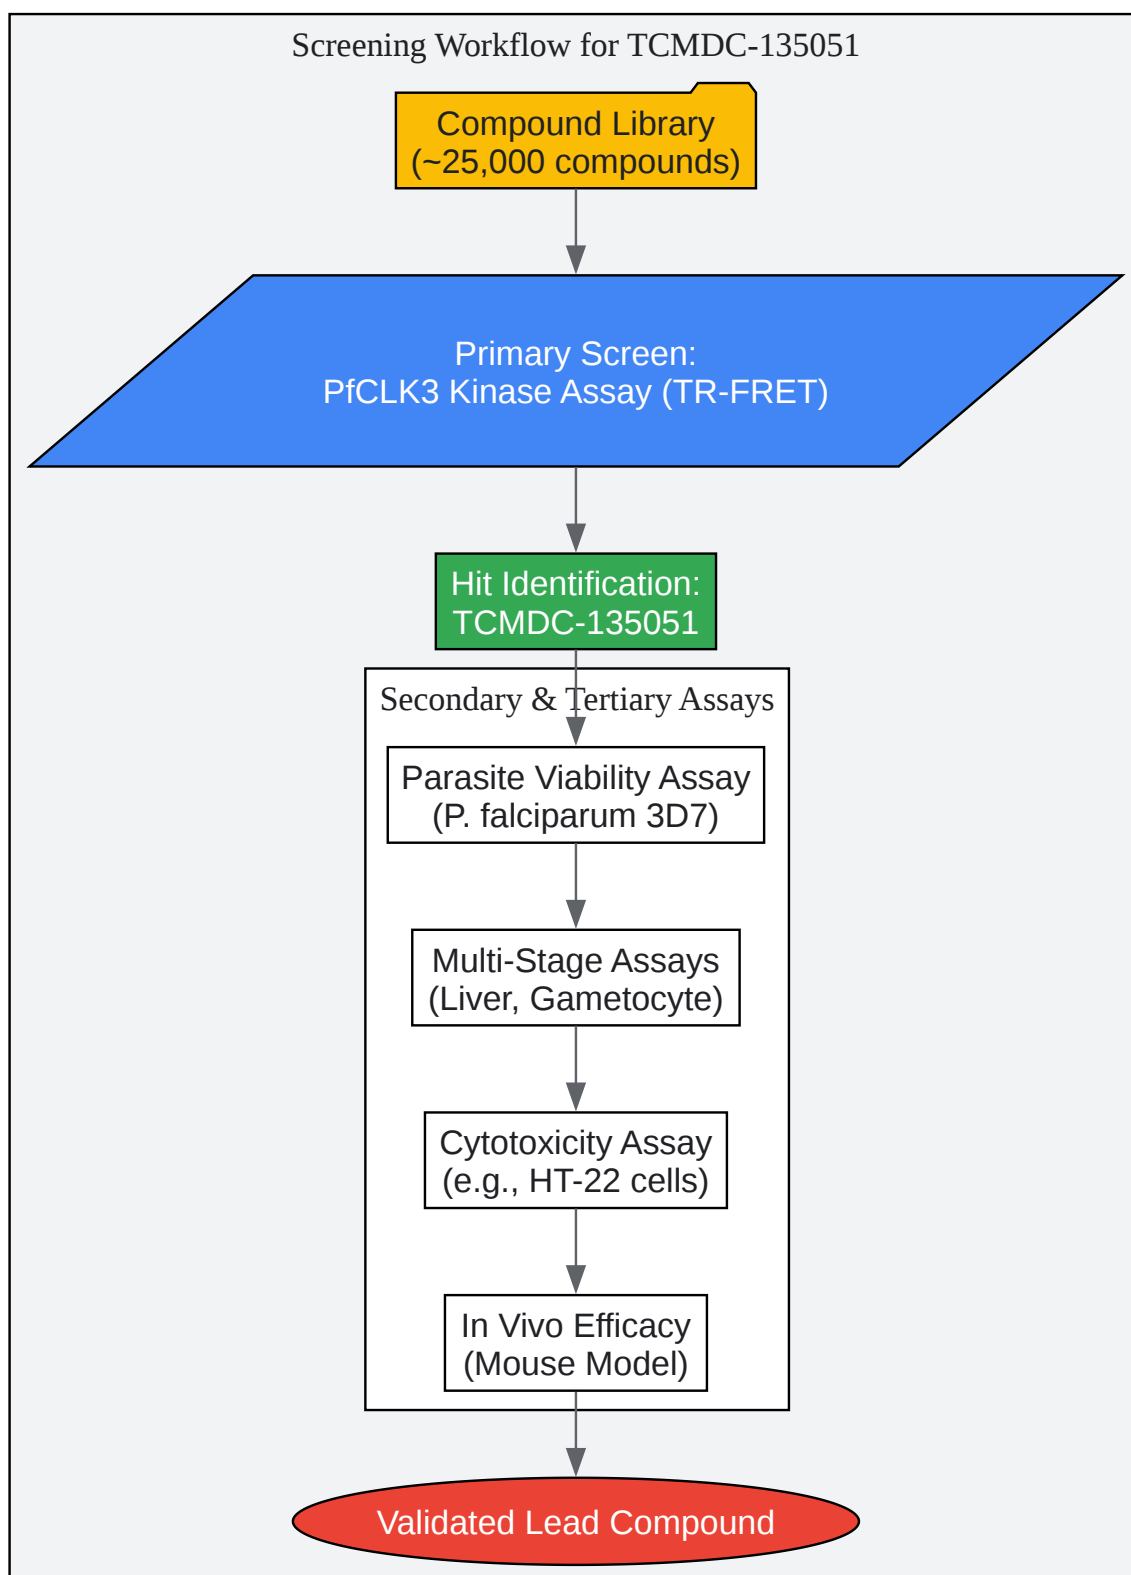 Screening Workflow for TCMDC-135051
Compound Library
(~25,000 compounds)
Primary Screen:
PfCLK3 Kinase Assay (TR-FRET)
Hit Identification:
TCMDC-135051
Secondary & Tertiary Assays
Parasite Viability Assay
(P. falciparum 3D7)
Multi-Stage Assays
(Liver, Gametocyte)
Cytotoxicity Assay
(e.g., HT-22 cells)
In Vivo Efficacy
(Mouse Model)
Validated Lead Compound